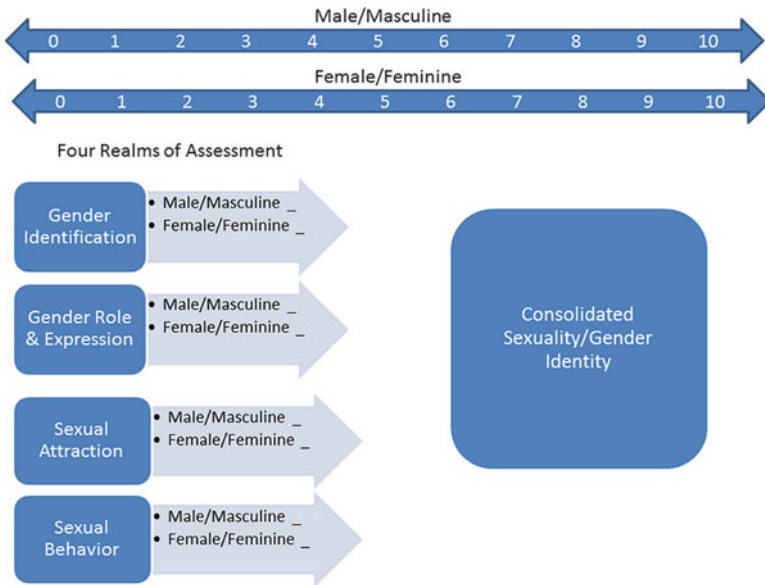 Male/Masculine
0 1 2 3 4 5 6 7 8 9 10
Female/Feminine
0 1 2 3 4 5 6 7 8 9 10
Four Realms of Assessment
Gender
Identification
• Male/Masculine _
• Female/Feminine _
Gender Role
& Expression
• Male/Masculine _
• Female/Feminine _
Sexual
Attraction
• Male/Masculine _
• Female/Feminine _
Sexual
Behavior
• Male/Masculine _
• Female/Feminine _
Consolidated
Sexuality/Gender
Identity